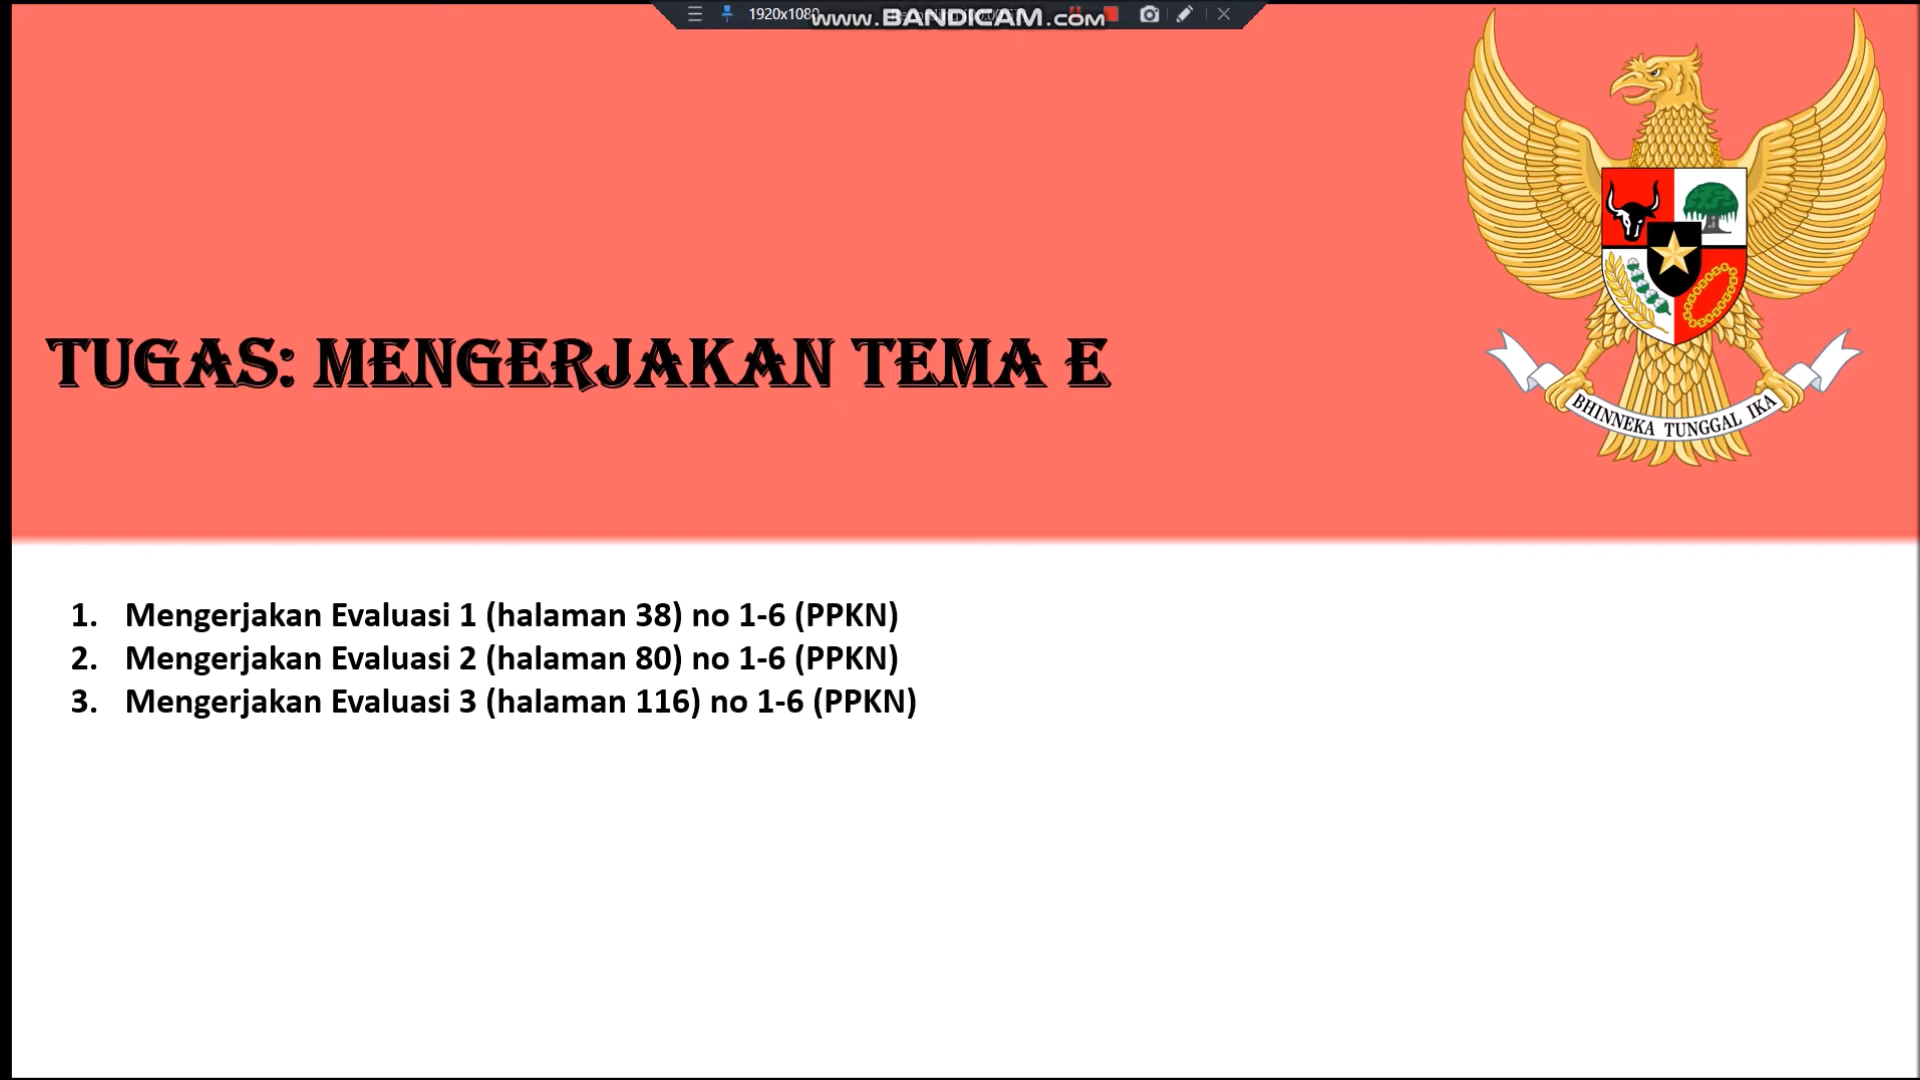 1920x1080
www.BANDICAM.com
TUGAS: MENGERJAKAN TEMA E
BHINNEKA TUNGGAL IKA
1. Mengerjakan Evaluasi 1 (halaman 38) no 1-6 (PPKN)
2. Mengerjakan Evaluasi 2 (halaman 80) no 1-6 (PPKN)
3. Mengerjakan Evaluasi 3 (halaman 116) no 1-6 (PPKN)